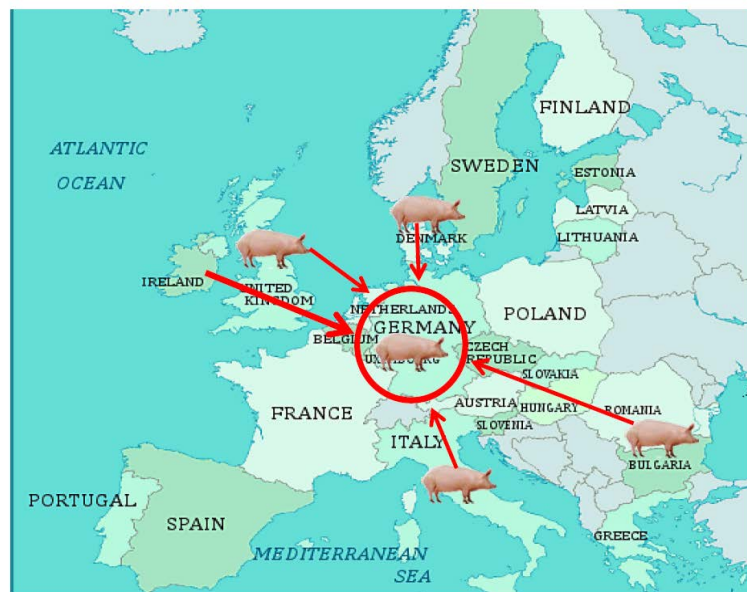 FINLAND
ATLANTIC
OCEAN
SWEDEN
ESTONIA
LATVIA
DENMARK
LITHUANIA
IRELAND
UNITED
KINGDOM
NETHERLANDS
GERMANY
POLAND
BELGIUM
CZECH
REPUBLIC
SLOVAKIA
AUSTRIA
HUNGARY
ROMANIA
FRANCE
SLOVENIA
ITALY
BULGARIA
PORTUGAL
SPAIN
GREECE
MEDITERRANEAN
SEA